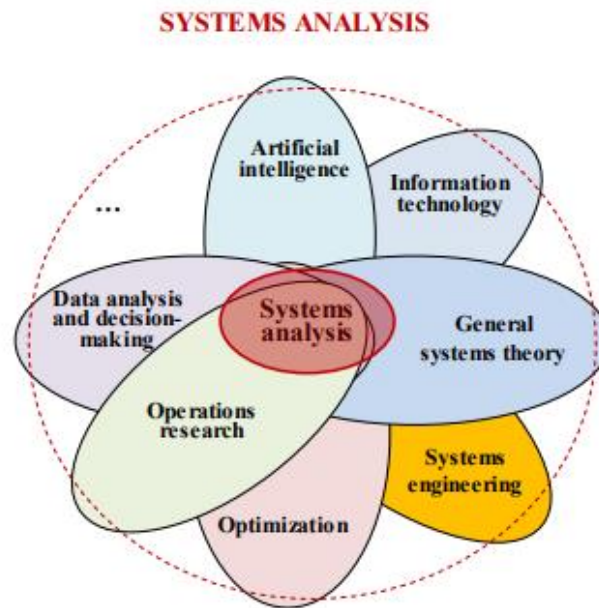 SYSTEMS ANALYSIS
Artificial
intelligence
Information
technology
...
Data analysis
and decision-
making
Systems
analysis
General
systems theory
Operations
research
Systems
engineering
Optimization